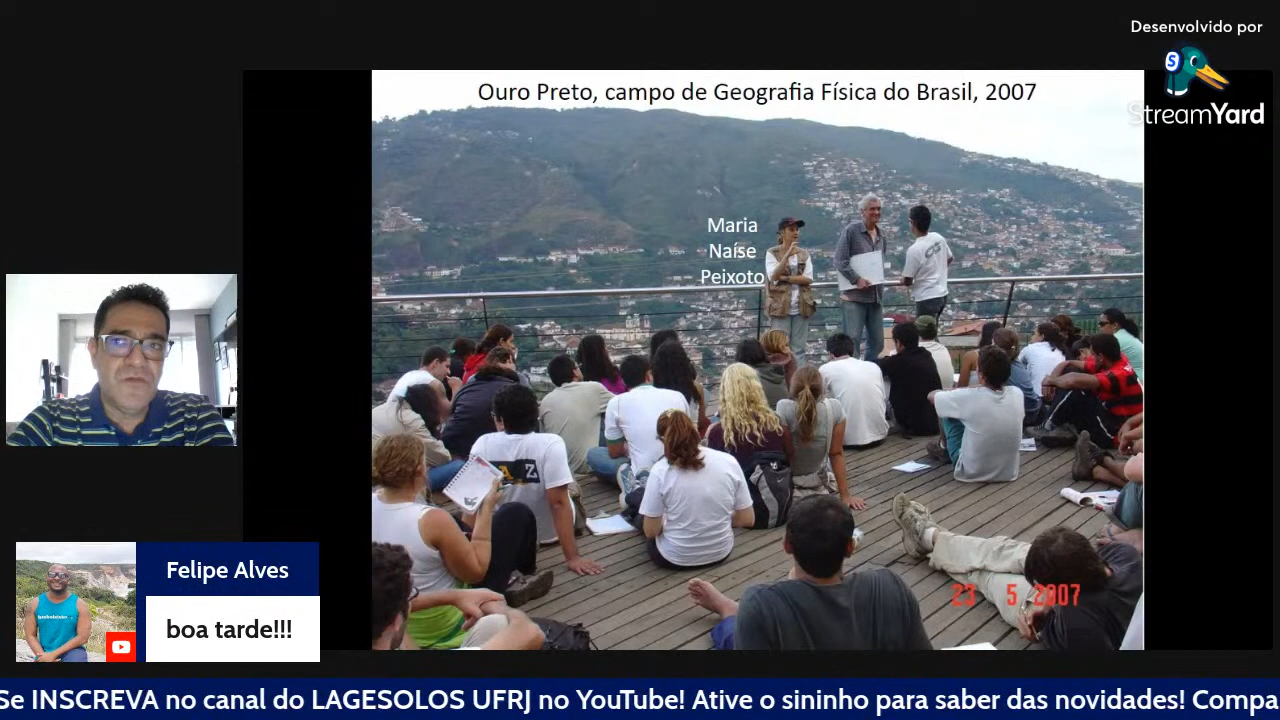 Desenvolvido por
StreamYard
Ouro Preto, campo de Geografia Física do Brasil, 2007
Maria
Naíse
Peixoto
AZ
23 5 2007
Felipe Alves
boa tarde!!!
Se INSCREVA no canal do LAGESOLOS UFRJ no YouTube! Ative o sininho para saber das novidades! Compa